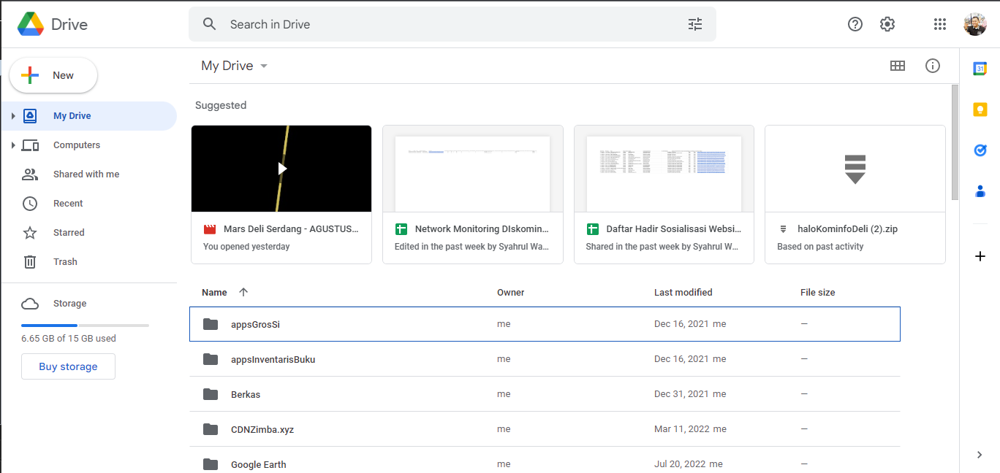 Drive
Search in Drive
New
My Drive
Computers
Shared with me
Recent
Starred
Trash
Storage
6.65 GB of 15 GB used
Buy storage
My Drive
Suggested
Mars Deli Serdang - AGUSTUS...
You opened yesterday
Network Monitoring DIskomin...
Edited in the past week by Syahrul Wa...
Daftar Hadir Sosialisasi Websi...
Shared in the past week by Syahrul W...
haloKominfoDeli (2).zip
Based on past activity
Name Owner Last modified File size
appsGrosSi me Dec 16, 2021 me —
appsInventarisBuku me Dec 16, 2021 me —
Berkas me Dec 31, 2021 me —
CDNZimba.xyz me Mar 11, 2022 me —
Google Earth me Jul 20, 2022 me —
31